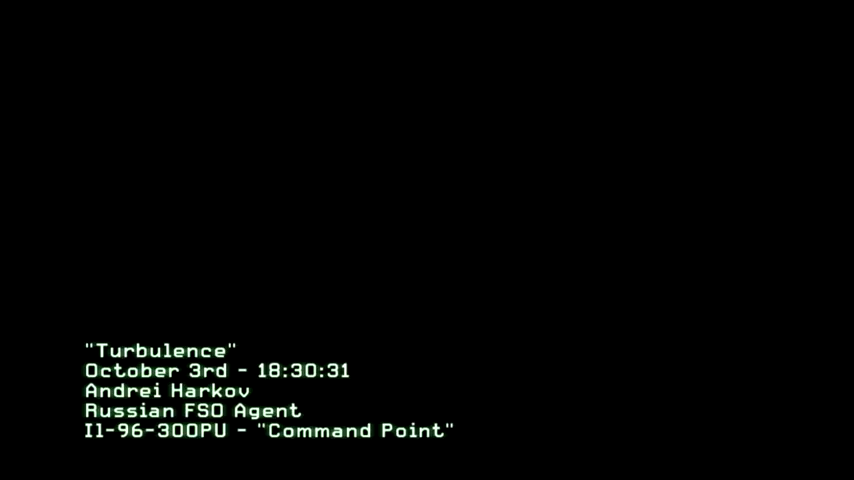 "Turbulence"
October 3rd - 18:30:31
Andrei Harkov
Russian FSO Agent
Il-96-300PU - "Command Point"